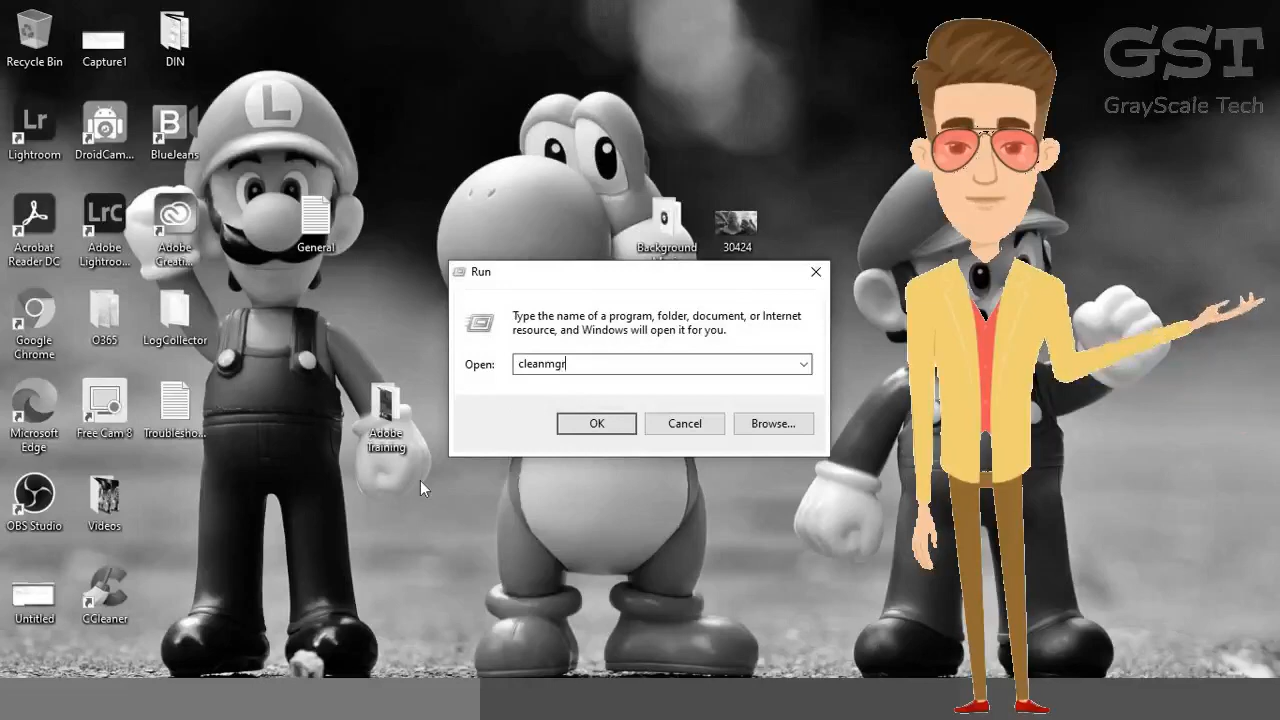 GST
GrayScale Tech
Recycle Bin
Capture1
DIN
Lightroom
DroidCam...
BlueJeans
Acrobat
Reader DC
Adobe
Lightroo...
Adobe
Creati...
General
Background
30424
Google
Chrome
O365
LogCollector
Microsoft
Edge
Free Cam 8
Troublesho...
Adobe
Training
OBS Studio
Videos
Untitled
CCleaner
Run
Type the name of a program, folder, document, or Internet
resource, and Windows will open it for you.
Open:
cleanmgr
OK
Cancel
Browse...
L
Lr
LrC
B